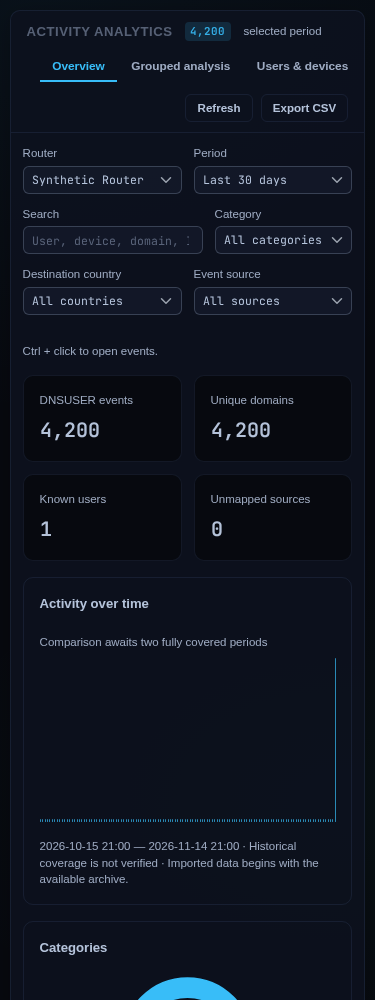 ACTIVITY ANALYTICS 4,200 selected period
Overview Grouped analysis Users & devices
Refresh Export CSV
Router Period
Synthetic Router Last 30 days
Search Category
User, device, domain, All categories
Destination country Event source
All countries All sources
Ctrl + click to open events.
DNSUSER events Unique domains
4,200 4,200
Known users Unmapped sources
1 0
Activity over time
Comparison awaits two fully covered periods
2026-10-15 21:00 — 2026-11-14 21:00 · Historical
coverage is not verified · Imported data begins with the
available archive.
Categories